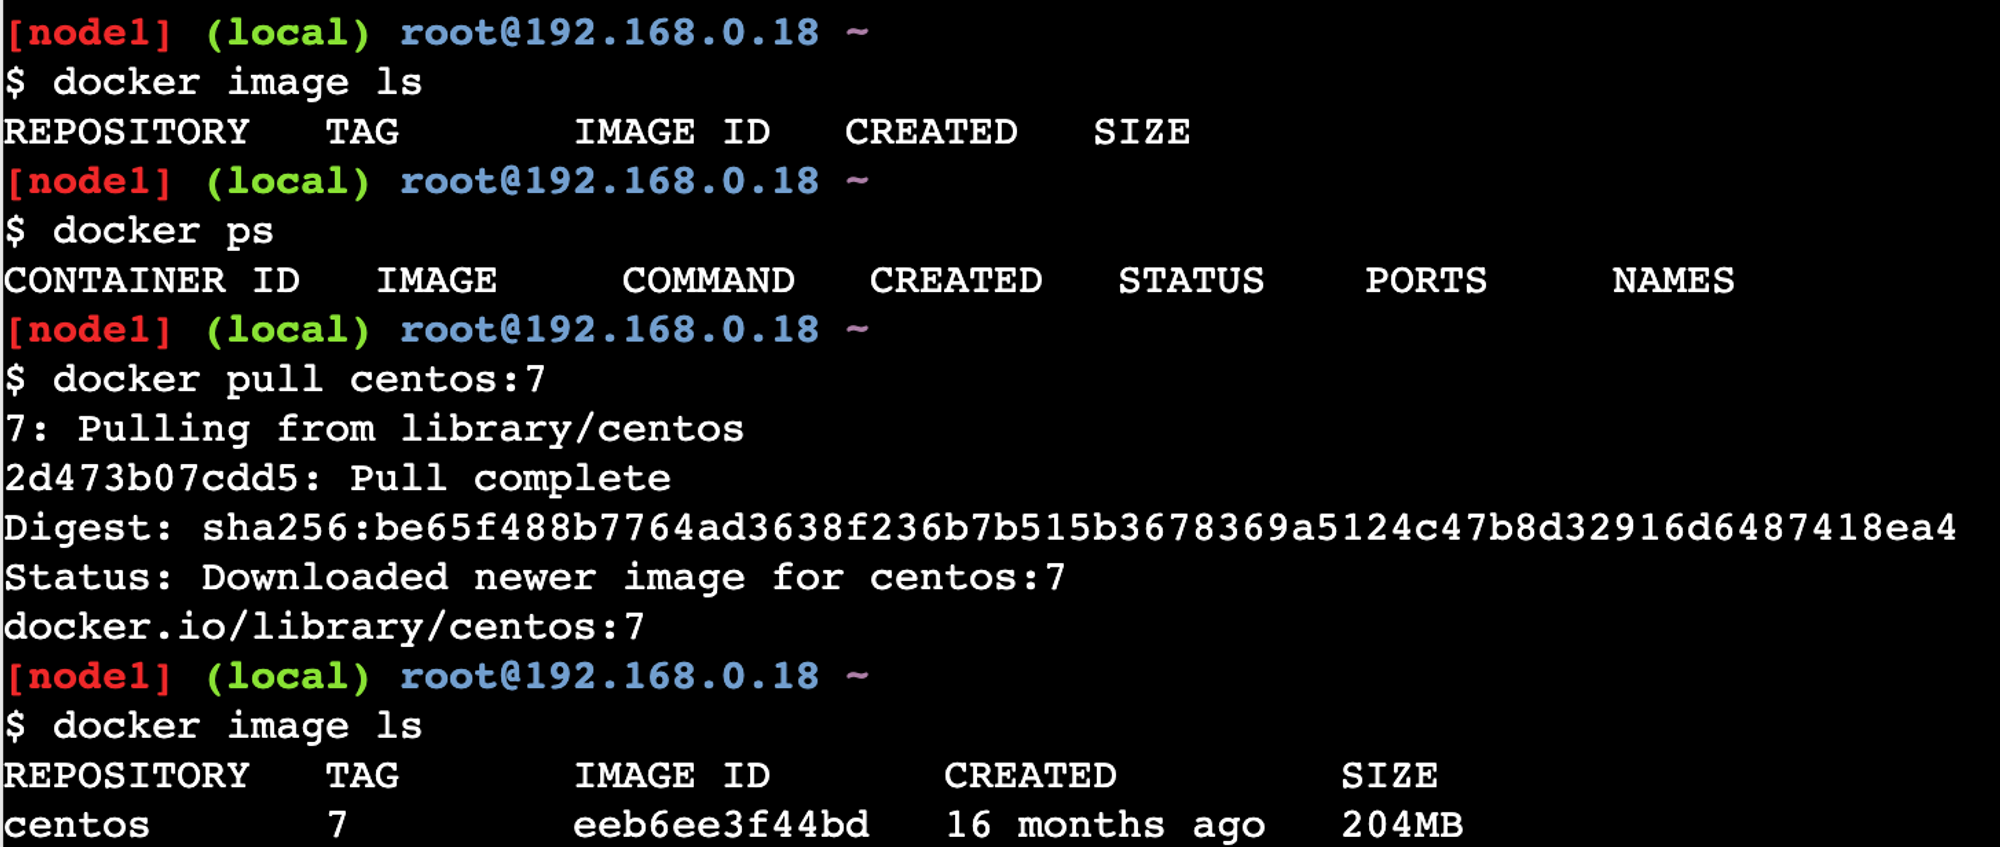 [node1] (local) root@192.168.0.18 ~
$ docker image ls
REPOSITORY   TAG       IMAGE ID   CREATED   SIZE
[node1] (local) root@192.168.0.18 ~
$ docker ps
CONTAINER ID   IMAGE     COMMAND   CREATED   STATUS    PORTS     NAMES
[node1] (local) root@192.168.0.18 ~
$ docker pull centos:7
7: Pulling from library/centos
2d473b07cdd5: Pull complete
Digest: sha256:be65f488b7764ad3638f236b7b515b3678369a5124c47b8d32916d6487418ea4
Status: Downloaded newer image for centos:7
docker.io/library/centos:7
[node1] (local) root@192.168.0.18 ~
$ docker image ls
REPOSITORY   TAG       IMAGE ID       CREATED         SIZE
centos       7         eeb6ee3f44bd   16 months ago   204MB